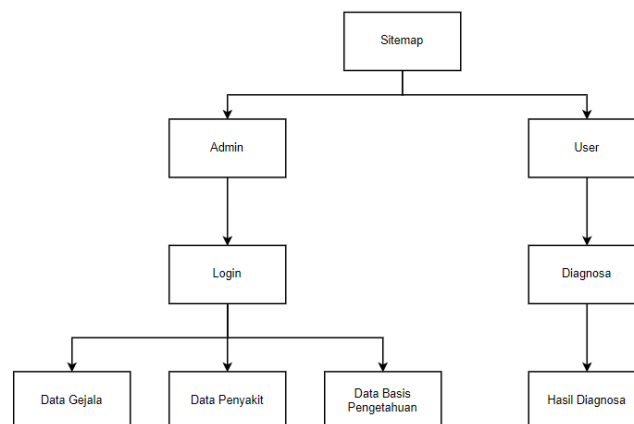 Sitemap
Admin
User
Login
Diagnosa
Data Gejala
Data Penyakit
Data Basis
Pengetahuan
Hasil Diagnosa